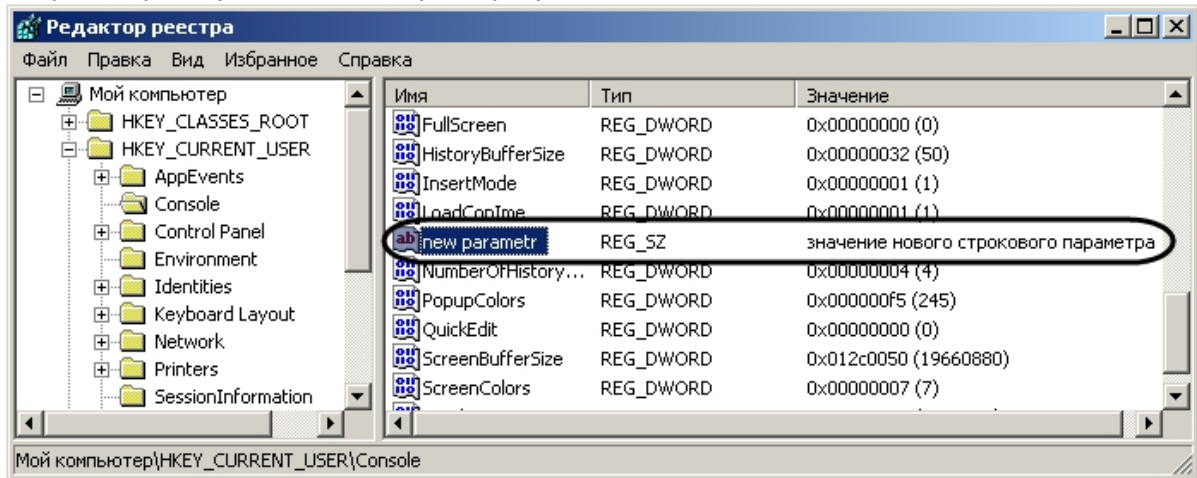 Редактор реестра
Файл Правка Вид Избранное Справка
Мой компьютер
HKEY_CLASSES_ROOT
HKEY_CURRENT_USER
AppEvents
Console
Control Panel
Environment
Identities
Keyboard Layout
Network
Printers
SessionInformation
Имя Тип Значение
FullScreen REG_DWORD 0x00000000 (0)
HistoryBufferSize REG_DWORD 0x00000032 (50)
InsertMode REG_DWORD 0x00000001 (1)
LoadConIme REG_DWORD 0x00000001 (1)
new parametr REG_SZ значение нового строкового параметра
NumberOfHistory... REG_DWORD 0x00000004 (4)
PopupColors REG_DWORD 0x000000f5 (245)
QuickEdit REG_DWORD 0x00000000 (0)
ScreenBufferSize REG_DWORD 0x012c0050 (19660880)
ScreenColors REG_DWORD 0x00000007 (7)
Мой компьютер\HKEY_CURRENT_USER\Console